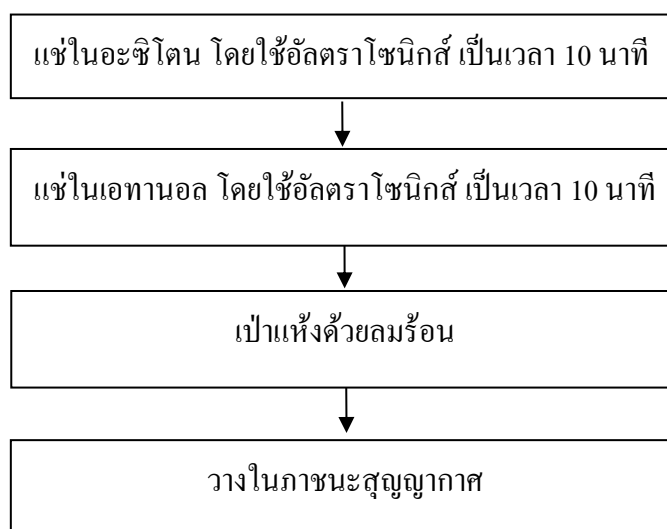 แช่ในอะซิโตน โดยใช้อัลตราโซนิกส์ เป็นเวลา 10 นาที
แช่ในเอทานอล โดยใช้อัลตราโซนิกส์ เป็นเวลา 10 นาที
เป่าแห้งด้วยลมร้อน
วางในภาชนะสุญญากาศ